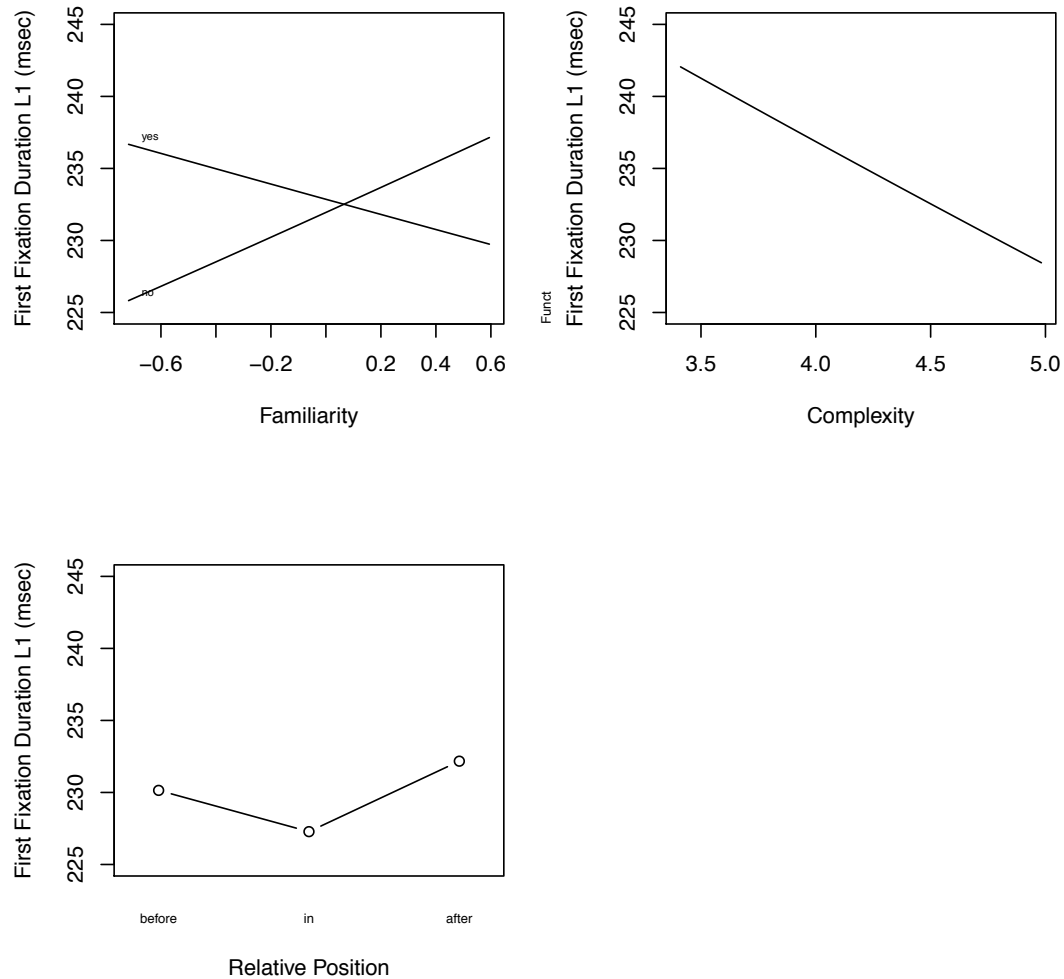 First Fixation Duration L1 (msec)
245
240
235
230
225
yes
no
Funct
−0.6
−0.2
0.2
0.4
0.6
Familiarity
First Fixation Duration L1 (msec)
245
240
235
230
225
3.5
4.0
4.5
5.0
Complexity
First Fixation Duration L1 (msec)
245
240
235
230
225
before
in
after
Relative Position